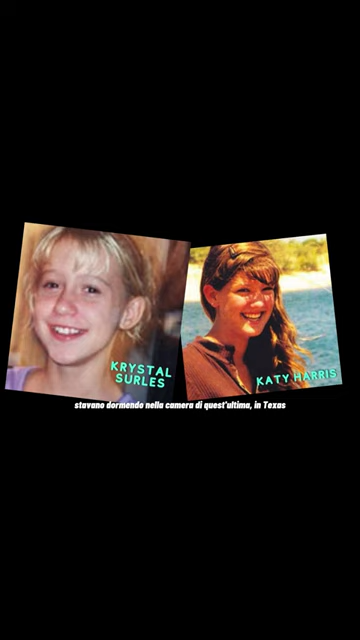 KRYSTAL
SURLES
KATY HARRIS
stavano dormendo nella camera di quest'ultima, in Texas